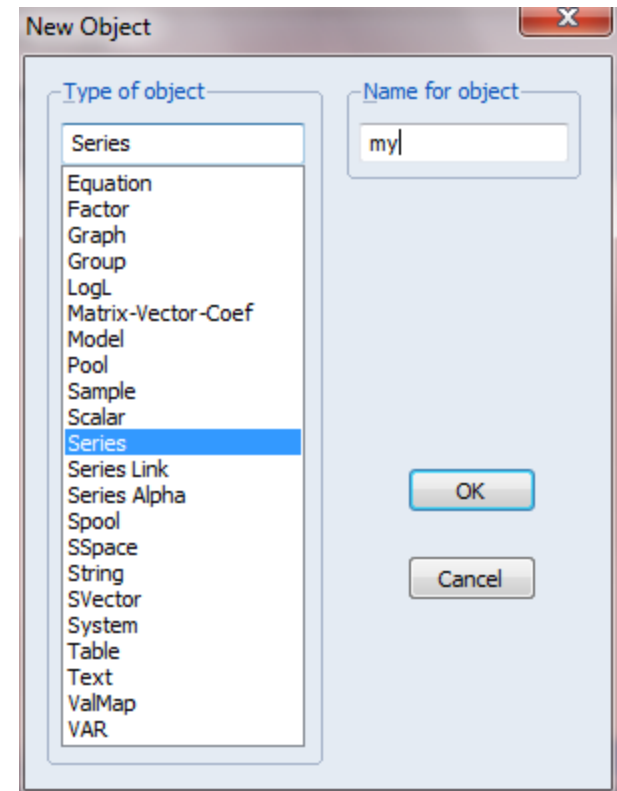 New Object
x
Type of object
Series
Equation
Factor
Graph
Group
LogL
Matrix-Vector-Coef
Model
Pool
Sample
Scalar
Series
Series Link
Series Alpha
Spool
SSpace
String
SVector
System
Table
Text
ValMap
VAR
Name for object
my
OK
Cancel